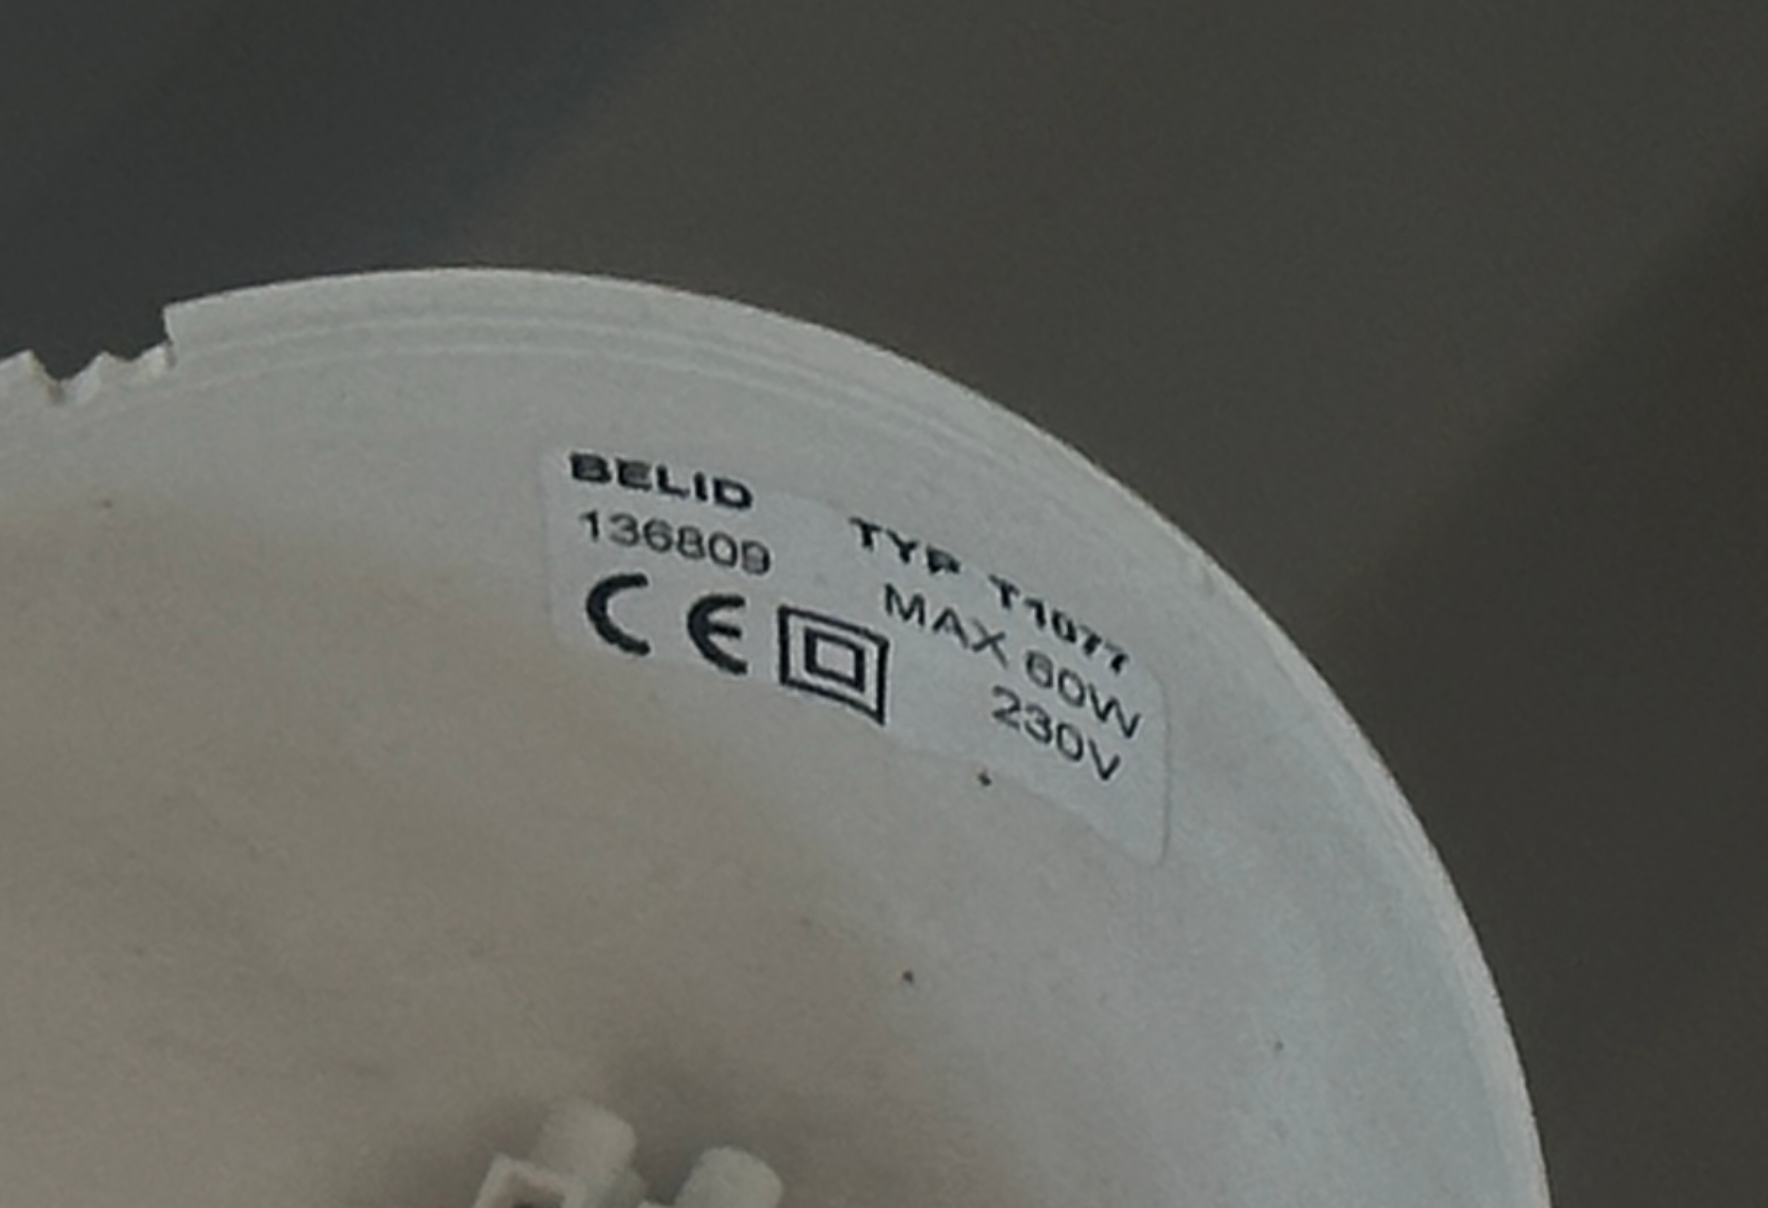 BELID TYP T1077
136809 MAX 60W
CE 230V